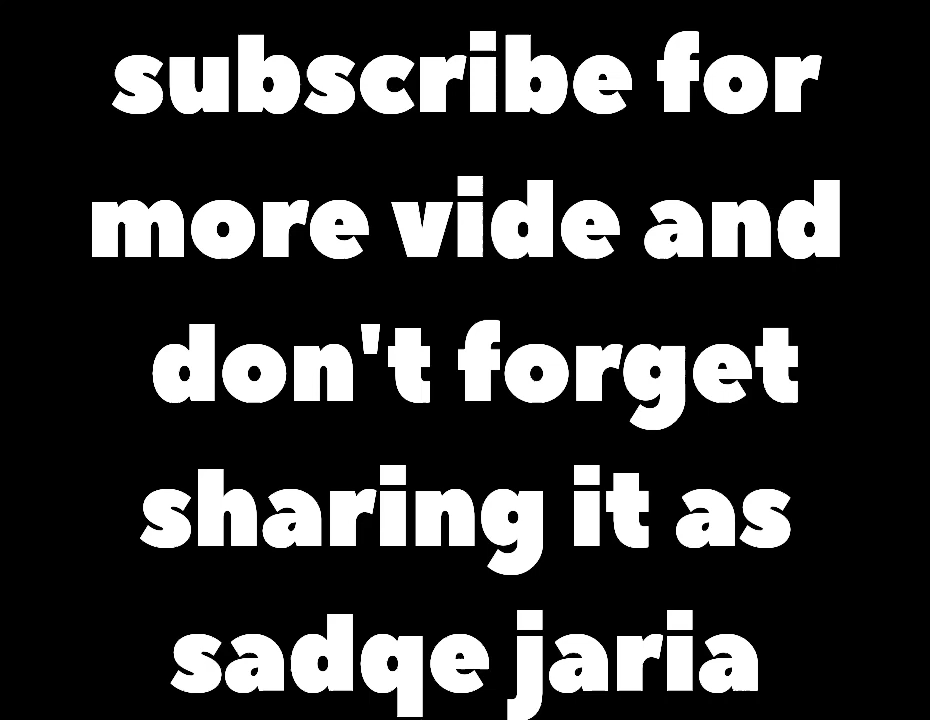 subscribe for
more vide and
don't forget
sharing it as
sadqe jaria